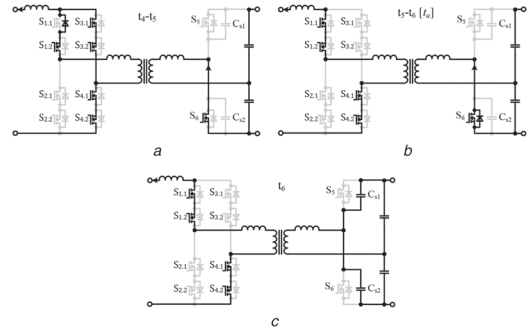 t4-t5
S1.1 S3.1 S5 Cs1
S1.2 S3.2
S2.1 S4.1
S2.2 S4.2 S6 Cs2
a
t5-t6 [Ia]
S1.1 S3.1 S5 Cs1
S1.2 S3.2
S2.1 S4.1
S2.2 S4.2 S6 Cs2
b
t6
S1.1 S3.1 S5 Cs1
S1.2 S3.2
S2.1 S4.1
S2.2 S4.2 S6 Cs2
c